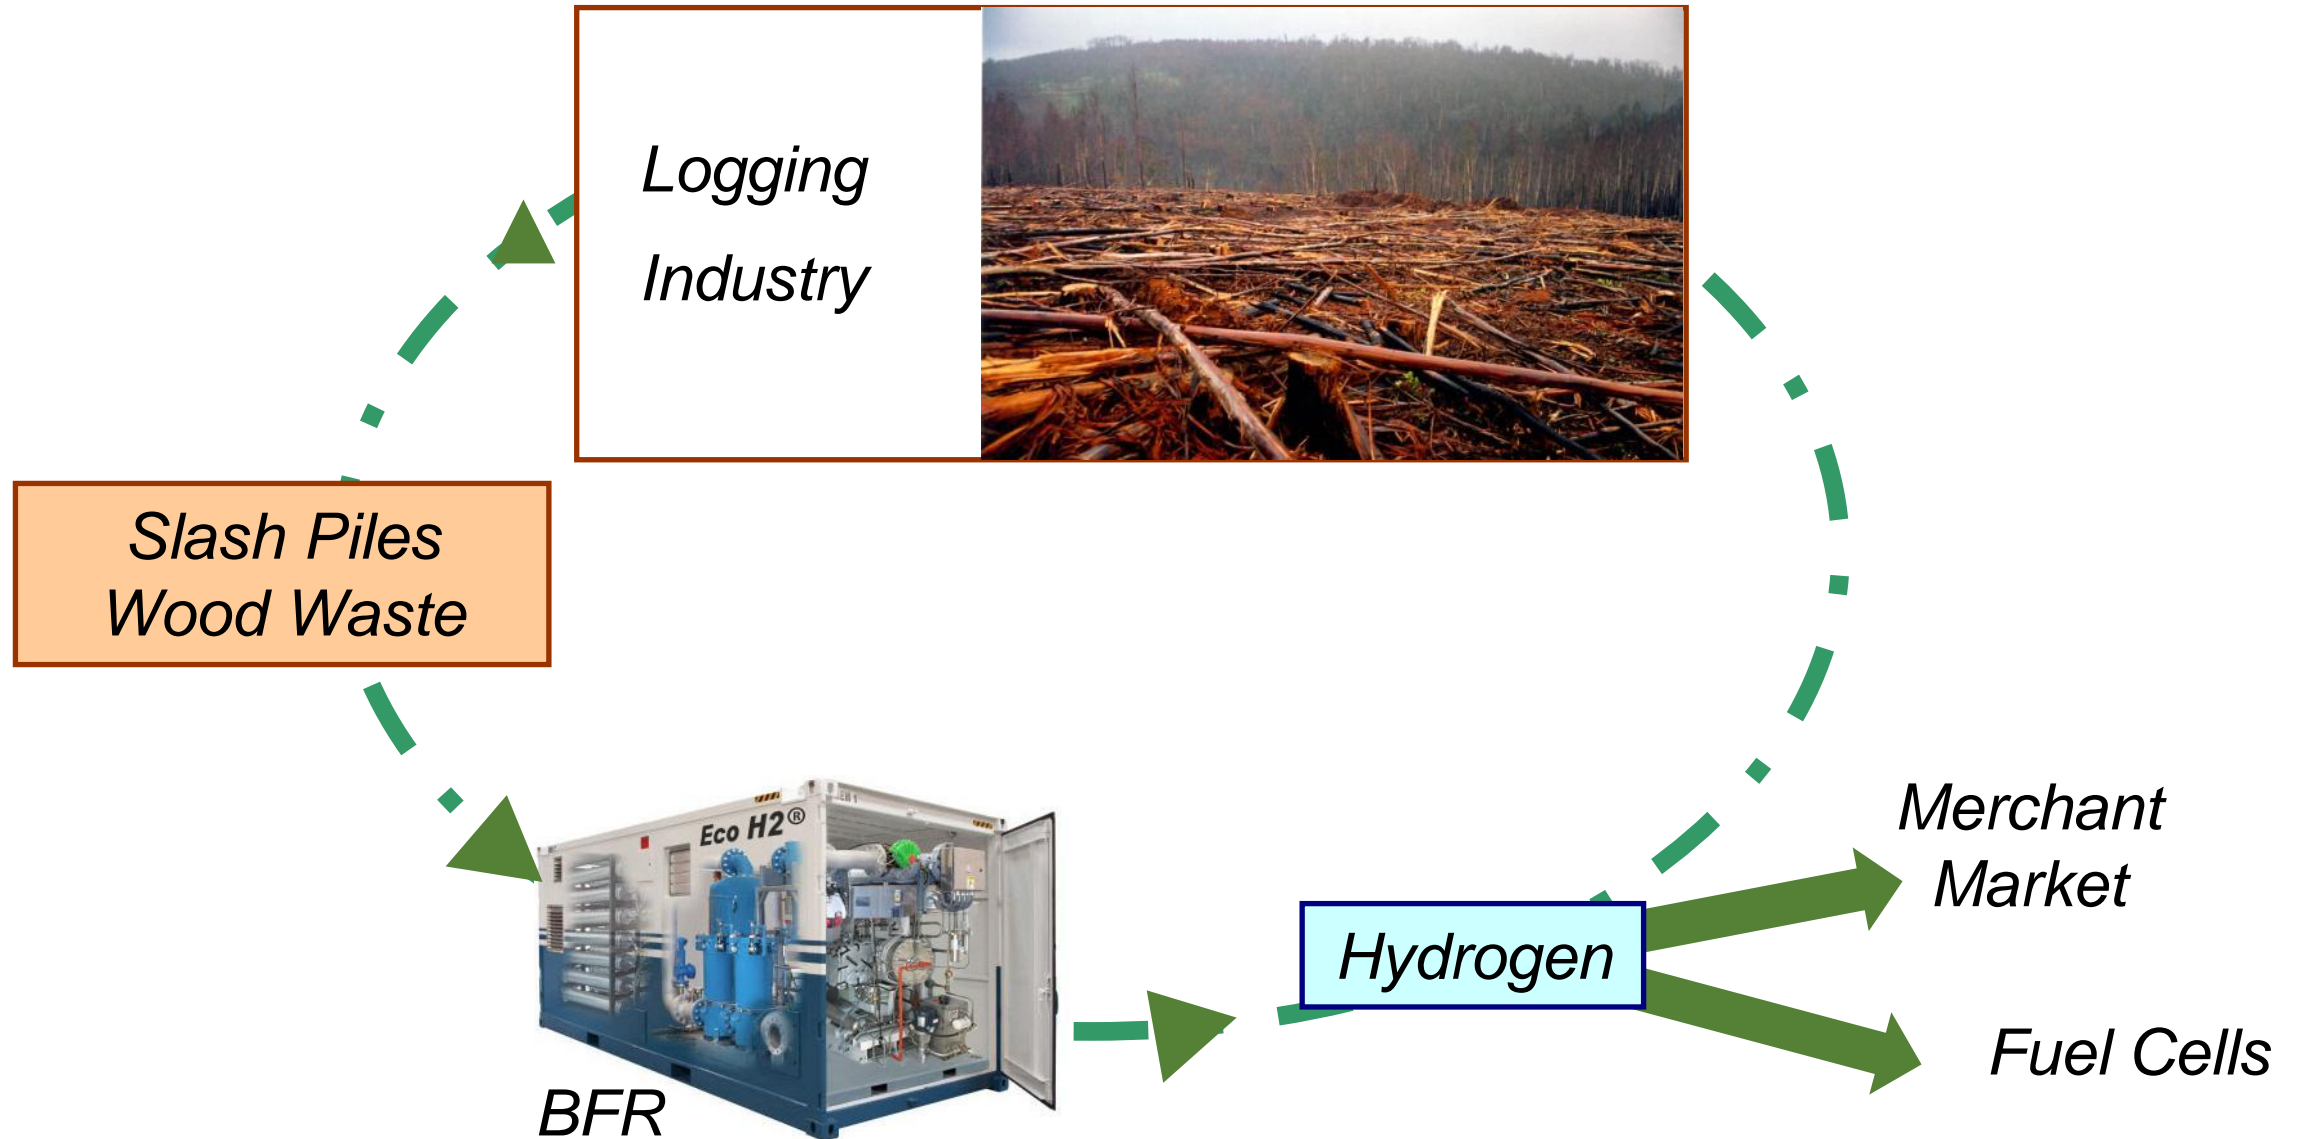 Logging
Industry
Slash Piles
Wood Waste
Eco H2®
BFR
Hydrogen
Merchant
Market
Fuel Cells